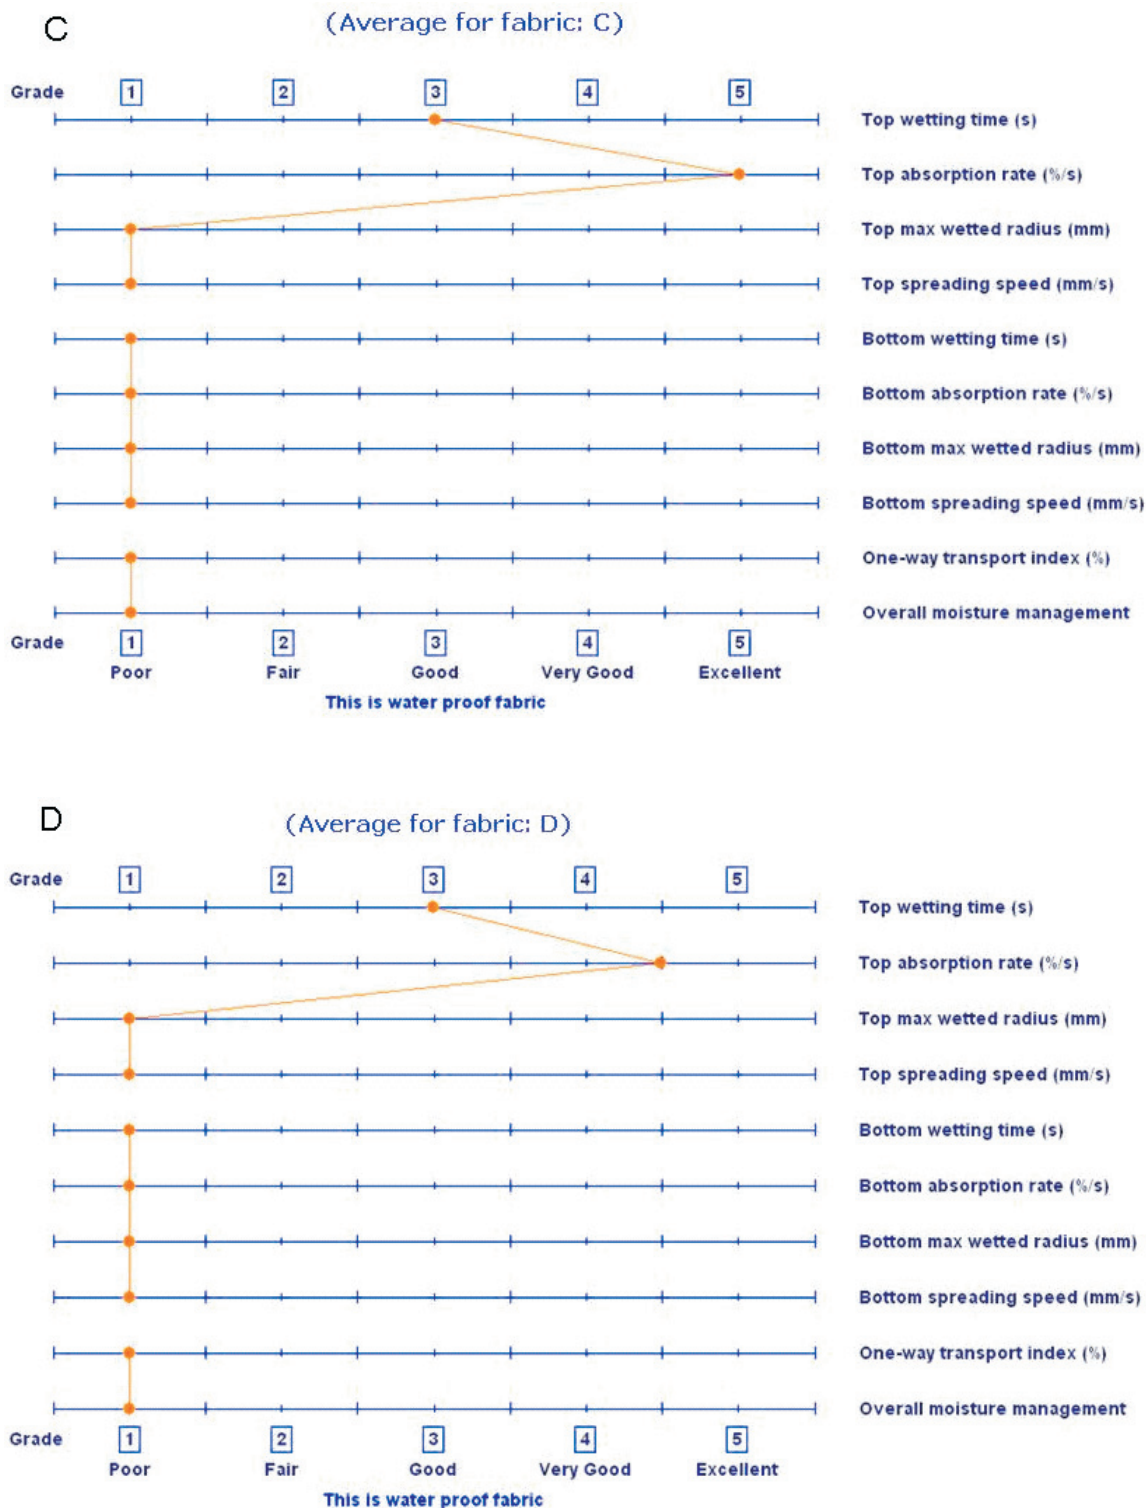 C
(Average for fabric: C)
Grade 1 2 3 4 5
Top wetting time (s)
Top absorption rate (%/s)
Top max wetted radius (mm)
Top spreading speed (mm/s)
Bottom wetting time (s)
Bottom absorption rate (%/s)
Bottom max wetted radius (mm)
Bottom spreading speed (mm/s)
One-way transport index (%)
Overall moisture management
Grade 1 2 3 4 5
Poor Fair Good Very Good Excellent
This is water proof fabric
D
(Average for fabric: D)
Grade 1 2 3 4 5
Top wetting time (s)
Top absorption rate (%/s)
Top max wetted radius (mm)
Top spreading speed (mm/s)
Bottom wetting time (s)
Bottom absorption rate (%/s)
Bottom max wetted radius (mm)
Bottom spreading speed (mm/s)
One-way transport index (%)
Overall moisture management
Grade 1 2 3 4 5
Poor Fair Good Very Good Excellent
This is water proof fabric